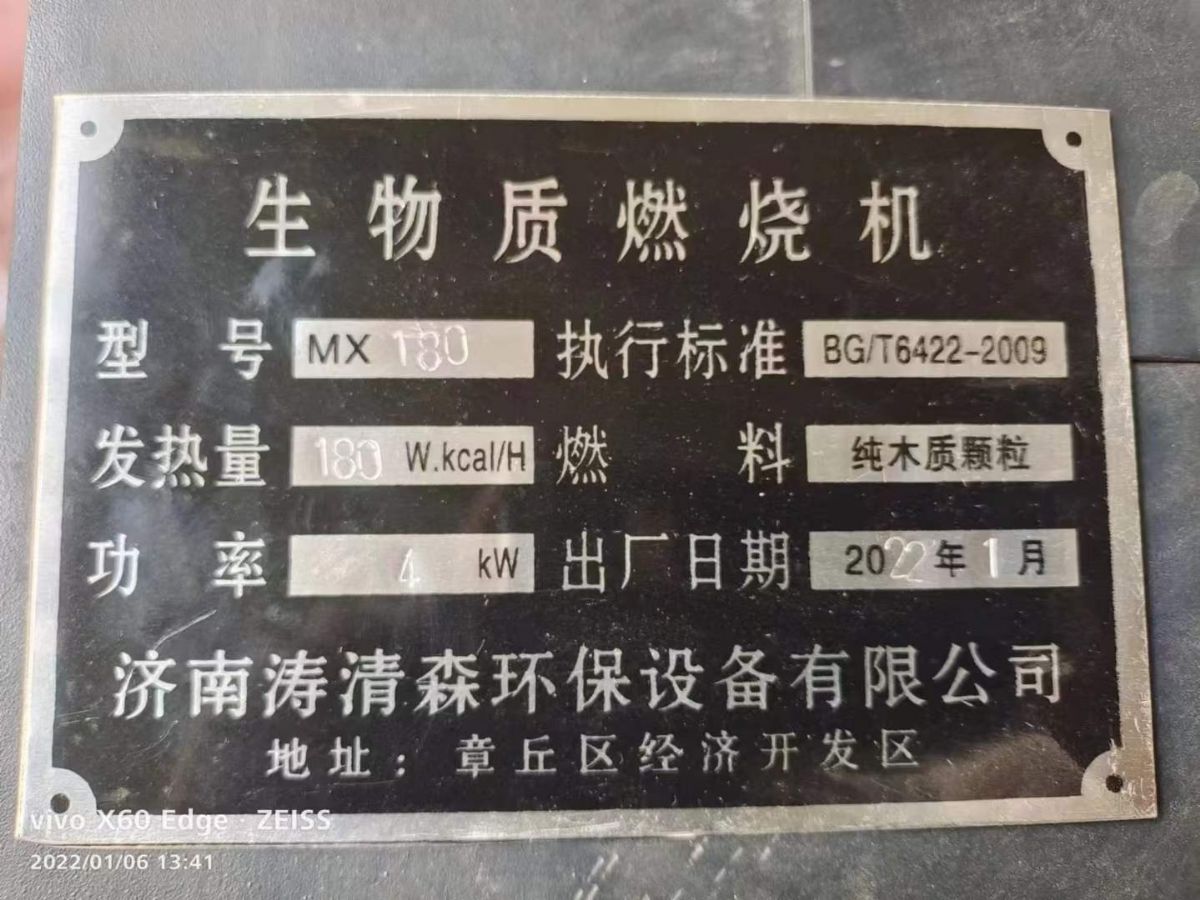 生物质燃烧机
型号 MX 180 执行标准 BG/T6422-2009
发热量 180 W.kcal/H 燃料 纯木质颗粒
功率 4 kW 出厂日期 2022年1月
济南涛清森环保设备有限公司
地址：章丘区经济开发区
vivo X60 Edge · ZEISS
2022/01/06 13:41